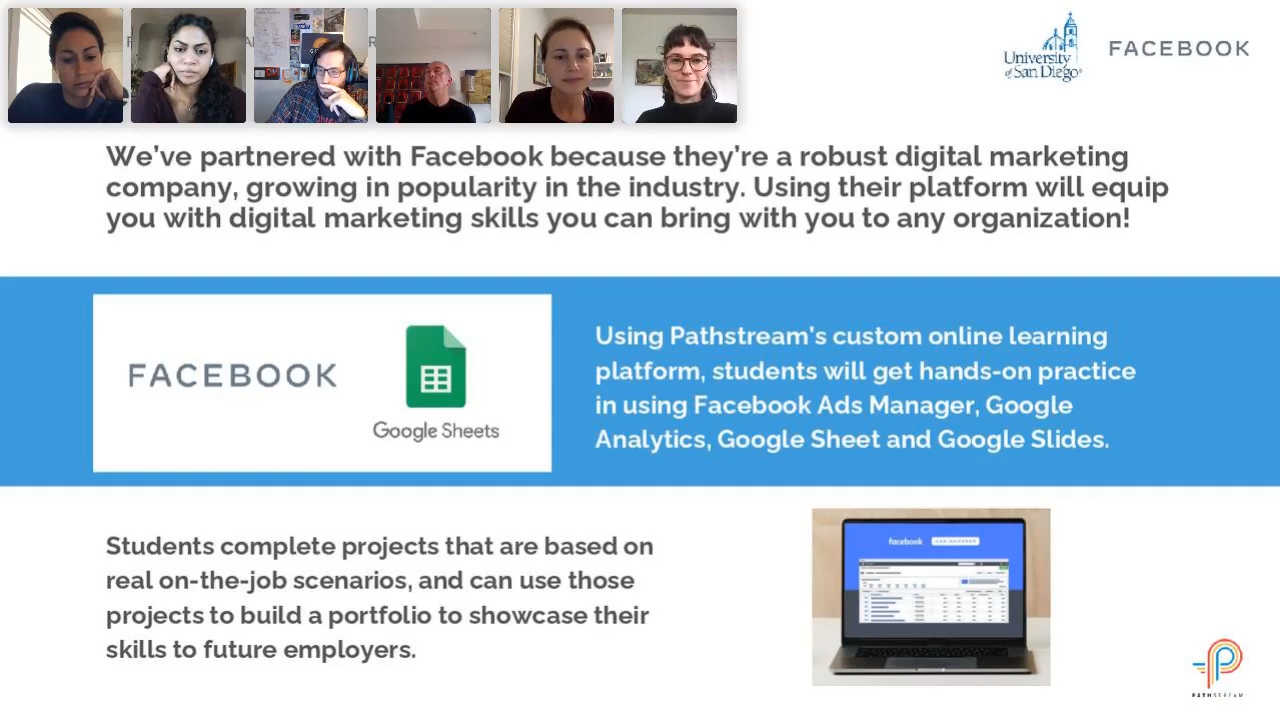 University
of San Diego®
FACEBOOK
We've partnered with Facebook because they're a robust digital marketing
company, growing in popularity in the industry. Using their platform will equip
you with digital marketing skills you can bring with you to any organization!
FACEBOOK
Google Sheets
Using Pathstream's custom online learning
platform, students will get hands-on practice
in using Facebook Ads Manager, Google
Analytics, Google Sheet and Google Slides.
Students complete projects that are based on
real on-the-job scenarios, and can use those
projects to build a portfolio to showcase their
skills to future employers.
facebook
PATHSTREAM